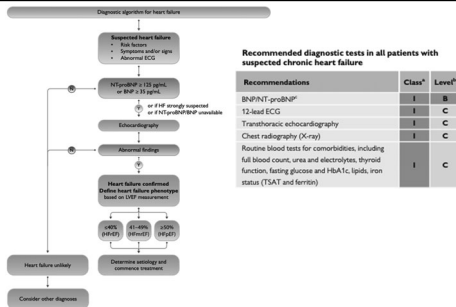 Diagnostic algorithm for heart failure
Suspected heart failure
• Risk factors
• Symptoms and/or signs
• Abnormal ECG
NT-proBNP ≥ 125 pg/mL
or BNP ≥ 35 pg/mL
N
Y
or if HF strongly suspected
or if NT-proBNP/BNP unavailable
Echocardiography
Abnormal findings
N
Y
Heart failure confirmed
Define heart failure phenotype
based on LVEF measurement
≤40%
(HFrEF)
41–49%
(HFmrEF)
≥50%
(HFpEF)
Heart failure unlikely
Determine aetiology and
commence treatment
Consider other diagnoses
Recommended diagnostic tests in all patients with
suspected chronic heart failure
Recommendations Classᵃ Levelᵇ
BNP/NT-proBNPᶜ I B
12-lead ECG I C
Transthoracic echocardiography I C
Chest radiography (X-ray) I C
Routine blood tests for comorbidities, including
full blood count, urea and electrolytes, thyroid
function, fasting glucose and HbA1c, lipids, iron
status (TSAT and ferritin)
I C